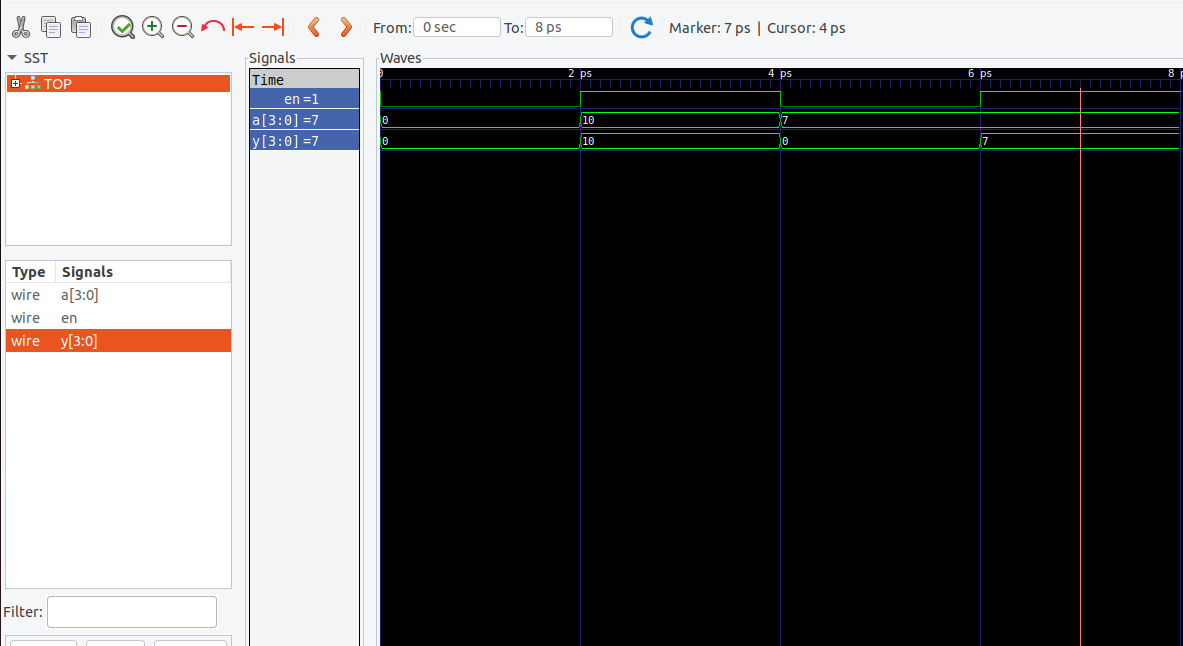 From: 0 sec To: 8 ps Marker: 7 ps | Cursor: 4 ps
SST
TOP
Type Signals
wire a[3:0]
wire en
wire y[3:0]
Filter:
Signals
Time
en =1
a[3:0] =7
y[3:0] =7
Waves
0 2 ps 4 ps 6 ps 8 p
0 10 7
0 10 0 7